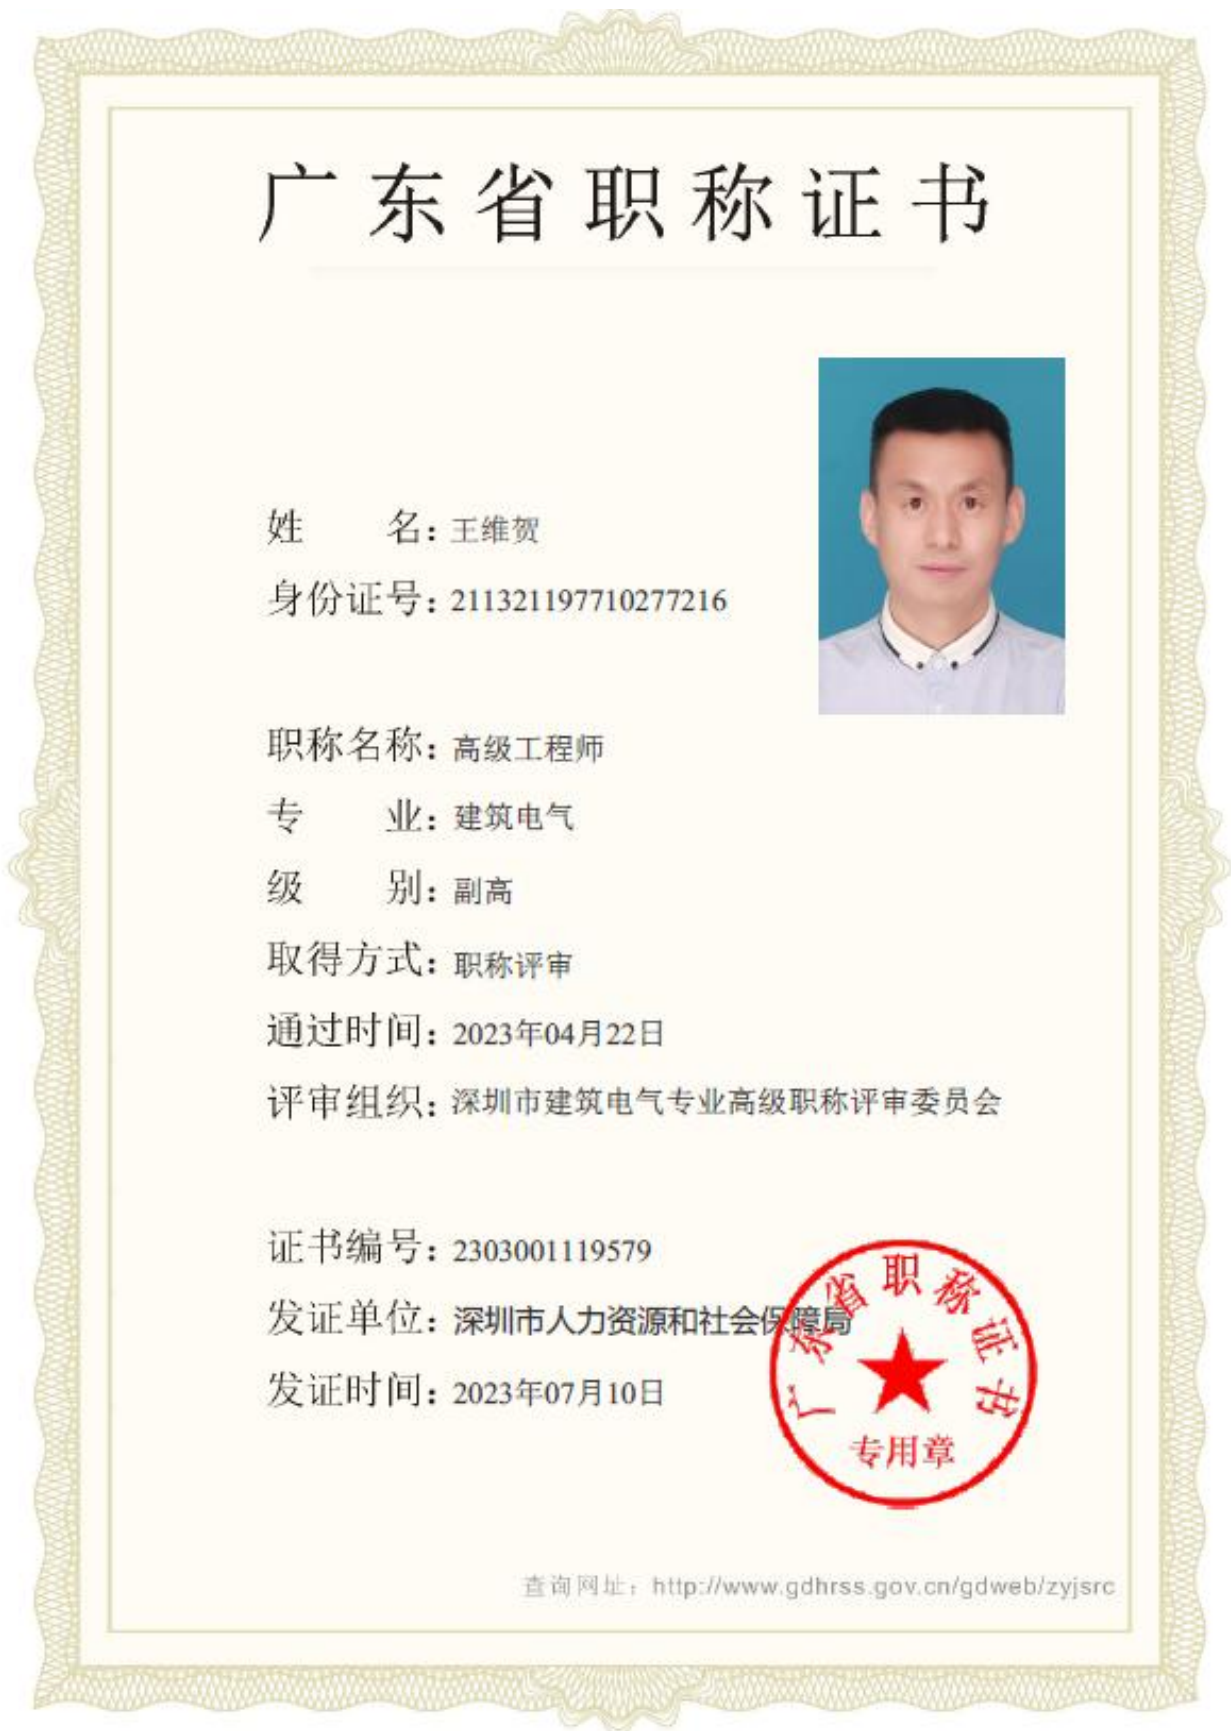 广东省职称证书
姓 名：王维贺
身份证号：211321197710277216
职称名称：高级工程师
专 业：建筑电气
级 别：副高
取得方式：职称评审
通过时间：2023年04月22日
评审组织：深圳市建筑电气专业高级职称评审委员会
证书编号：2303001119579
发证单位：深圳市人力资源和社会保障局
发证时间：2023年07月10日
广东省职称证书
专用章
查询网址：http://www.gdhrss.gov.cn/gdweb/zyjsrc